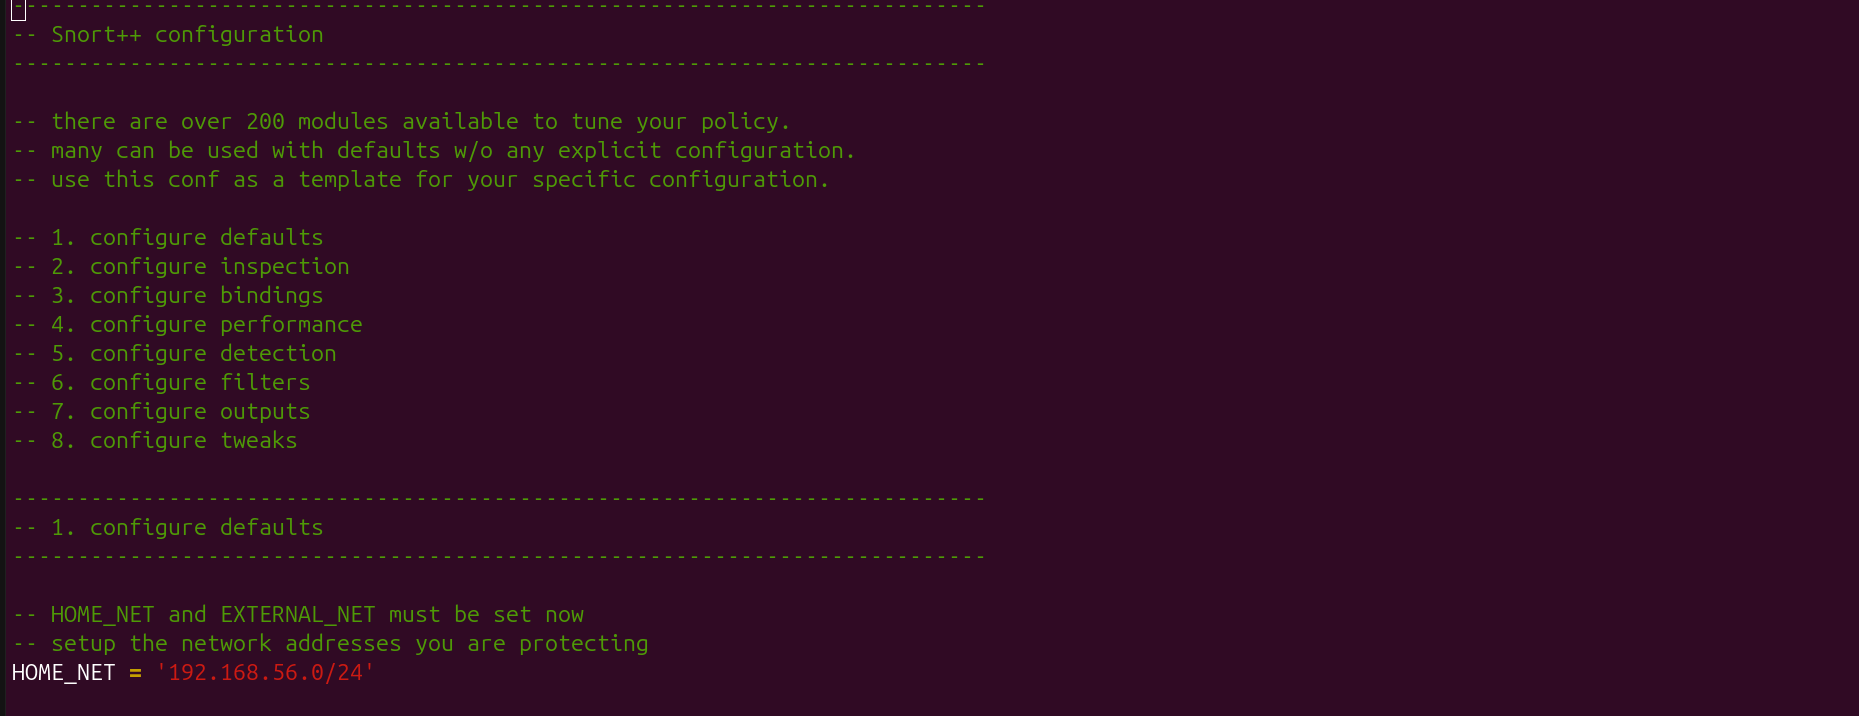 ---------------------------------------------------------------------------
-- Snort++ configuration
---------------------------------------------------------------------------
-- there are over 200 modules available to tune your policy.
-- many can be used with defaults w/o any explicit configuration.
-- use this conf as a template for your specific configuration.
-- 1. configure defaults
-- 2. configure inspection
-- 3. configure bindings
-- 4. configure performance
-- 5. configure detection
-- 6. configure filters
-- 7. configure outputs
-- 8. configure tweaks
---------------------------------------------------------------------------
-- 1. configure defaults
---------------------------------------------------------------------------
-- HOME_NET and EXTERNAL_NET must be set now
-- setup the network addresses you are protecting
HOME_NET = '192.168.56.0/24'